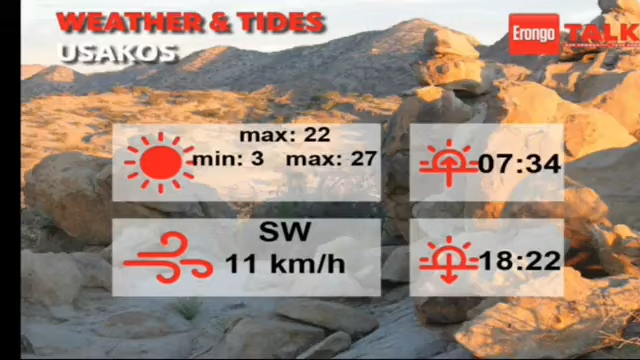 WEATHER & TIDES
USAKOS
Erongo TALK
max: 22
min: 3 max: 27
07:34
SW
11 km/h
18:22